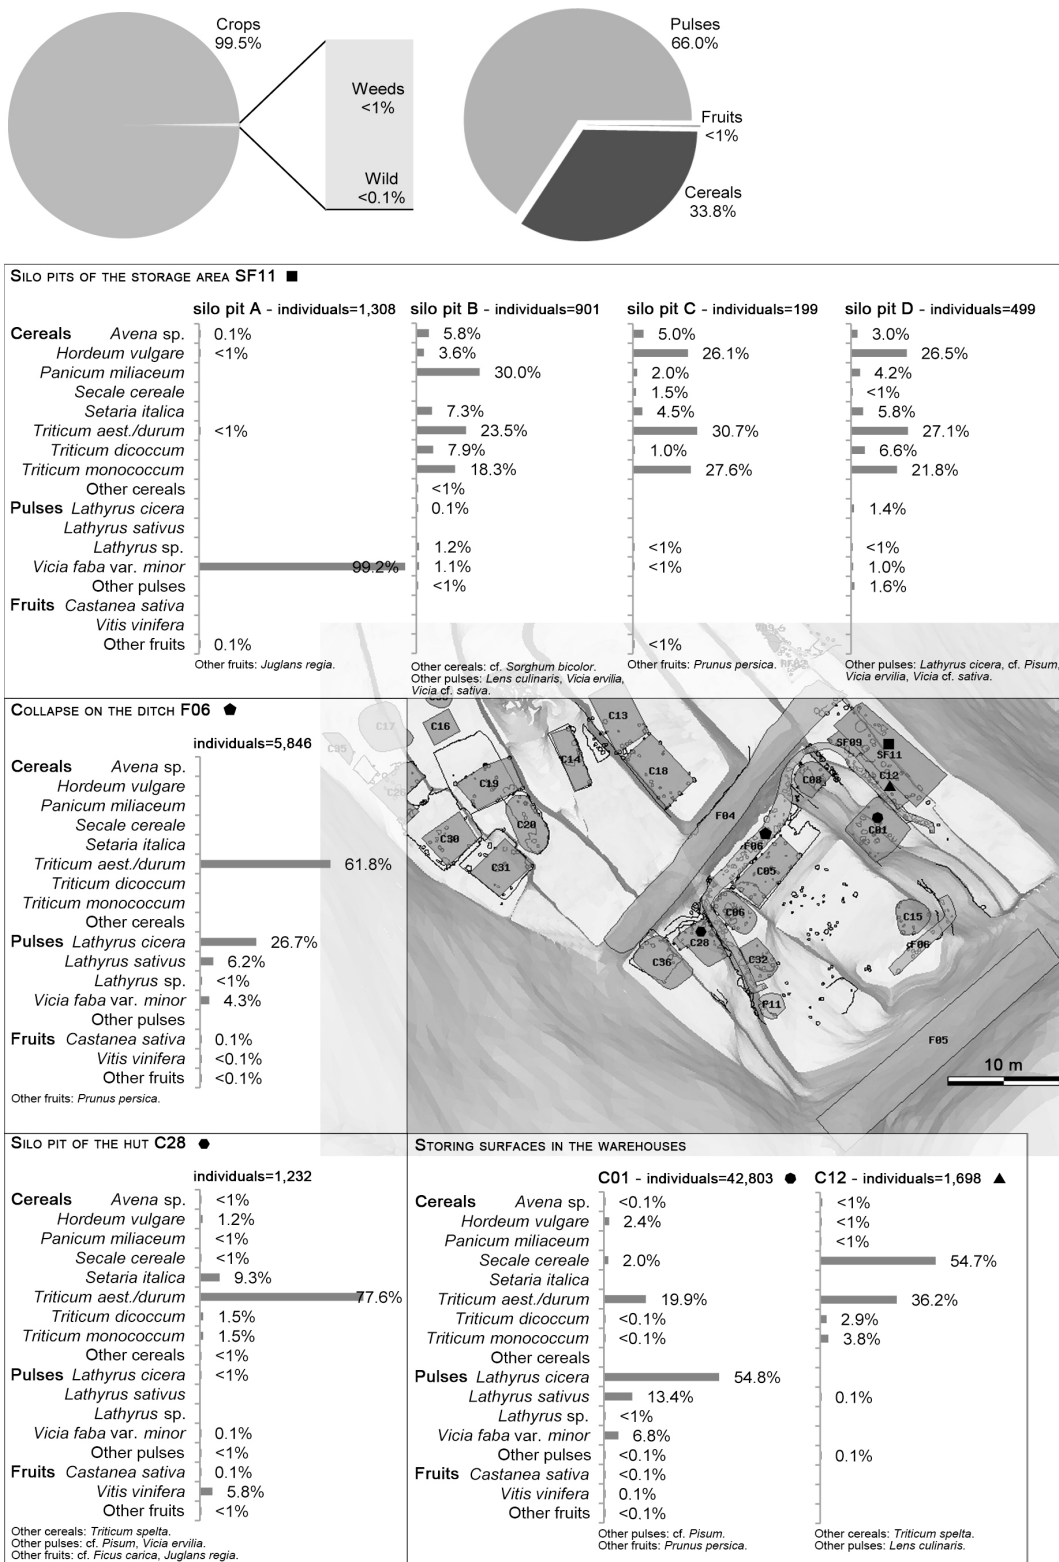 Crops
99.5%
Weeds
<1%
Wild
<0.1%
Pulses
66.0%
Fruits
<1%
Cereals
33.8%
SILO PITS OF THE STORAGE AREA SF11
silo pit A - individuals=1,308
silo pit B - individuals=901
silo pit C - individuals=199
silo pit D - individuals=499
Cereals Avena sp. 0.1% 5.8% 5.0% 3.0%
Hordeum vulgare <1% 3.6% 26.1% 26.5%
Panicum miliaceum 30.0% 2.0% 4.2%
Secale cereale 1.5% <1%
Setaria italica 7.3% 4.5% 5.8%
Triticum aest./durum <1% 23.5% 30.7% 27.1%
Triticum dicoccum 7.9% 1.0% 6.6%
Triticum monococcum 18.3% 27.6% 21.8%
Other cereals <1%
Pulses Lathyrus cicera 0.1% 1.4%
Lathyrus sativus
Lathyrus sp. 1.2% <1% <1%
Vicia faba var. minor 99.2% 1.1% <1% 1.0%
Other pulses <1% 1.6%
Fruits Castanea sativa
Vitis vinifera
Other fruits 0.1% <1%
Other fruits: Juglans regia.
Other cereals: cf. Sorghum bicolor.
Other pulses: Lens culinaris, Vicia ervilia,
Vicia cf. sativa.
Other fruits: Prunus persica.
Other pulses: Lathyrus cicera, cf. Pisum,
Vicia ervilia, Vicia cf. sativa.
COLLAPSE ON THE DITCH F06
individuals=5,846
Cereals Avena sp.
Hordeum vulgare
Panicum miliaceum
Secale cereale
Setaria italica
Triticum aest./durum 61.8%
Triticum dicoccum
Triticum monococcum
Other cereals
Pulses Lathyrus cicera 26.7%
Lathyrus sativus 6.2%
Lathyrus sp. <1%
Vicia faba var. minor 4.3%
Other pulses
Fruits Castanea sativa 0.1%
Vitis vinifera <0.1%
Other fruits <0.1%
Other fruits: Prunus persica.
C17
C16
C35
C26
C19
C20
C30
C31
C14
C13
C18
F04
SF09
SF11
C12
C08
C01
F06
C05
C06
C28
C36
C32
F11
C15
F06
F05
10 m
SILO PIT OF THE HUT C28
individuals=1,232
Cereals Avena sp. <1%
Hordeum vulgare 1.2%
Panicum miliaceum <1%
Secale cereale <1%
Setaria italica 9.3%
Triticum aest./durum 77.6%
Triticum dicoccum 1.5%
Triticum monococcum 1.5%
Other cereals <1%
Pulses Lathyrus cicera <1%
Lathyrus sativus
Lathyrus sp.
Vicia faba var. minor 0.1%
Other pulses <1%
Fruits Castanea sativa 0.1%
Vitis vinifera 5.8%
Other fruits <1%
Other cereals: Triticum spelta.
Other pulses: cf. Pisum, Vicia ervilia.
Other fruits: cf. Ficus carica, Juglans regia.
STORING SURFACES IN THE WAREHOUSES
C01 - individuals=42,803
C12 - individuals=1,698
Cereals Avena sp. <0.1% <1%
Hordeum vulgare 2.4% <1%
Panicum miliaceum <1%
Secale cereale 2.0% 54.7%
Setaria italica
Triticum aest./durum 19.9% 36.2%
Triticum dicoccum <0.1% 2.9%
Triticum monococcum <0.1% 3.8%
Other cereals
Pulses Lathyrus cicera 54.8%
Lathyrus sativus 13.4% 0.1%
Lathyrus sp. <1%
Vicia faba var. minor 6.8%
Other pulses <0.1% 0.1%
Fruits Castanea sativa <0.1%
Vitis vinifera 0.1%
Other fruits <0.1%
Other pulses: cf. Pisum.
Other fruits: Prunus persica.
Other cereals: Triticum spelta.
Other pulses: Lens culinaris.